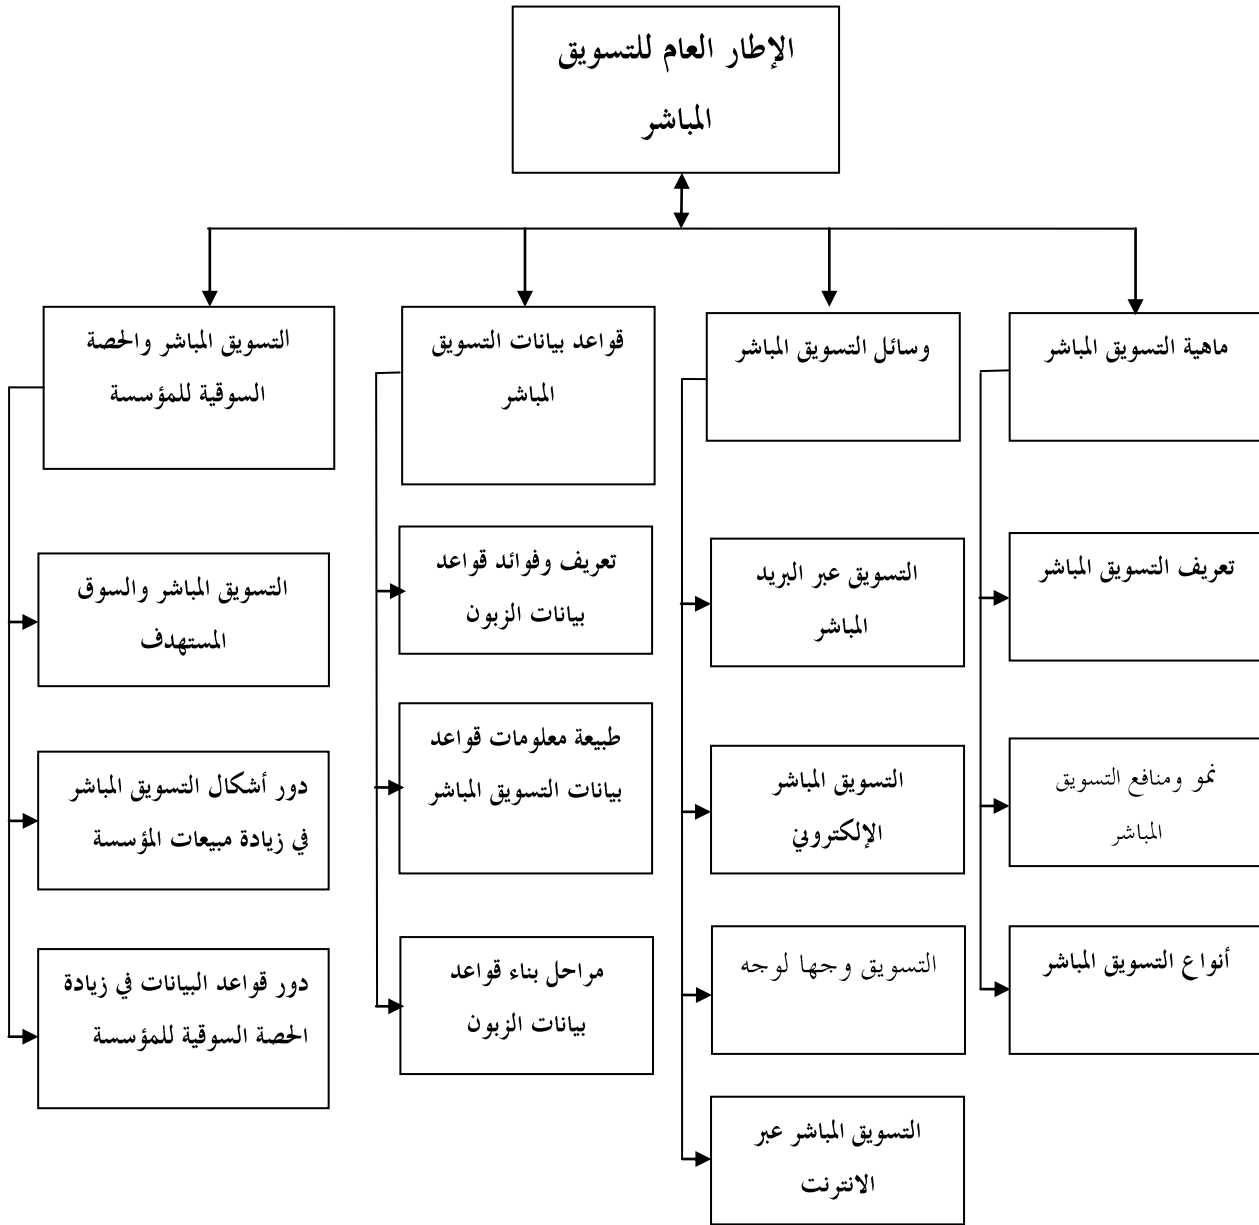 الإطار العام للتسويق
المباشر
ماهية التسويق المباشر
تعريف التسويق المباشر
نمو ومنافع التسويق
المباشر
أنواع التسويق المباشر
وسائل التسويق المباشر
التسويق عبر البريد
المباشر
التسويق المباشر
الإلكتروني
التسويق وجها لوجه
التسويق المباشر عبر
الانترنت
قواعد بيانات التسويق
المباشر
تعريف وفوائد قواعد
بيانات الزبون
طبيعة معلومات قواعد
بيانات التسويق المباشر
مراحل بناء قواعد
بيانات الزبون
التسويق المباشر والحصة
السوقية للمؤسسة
التسويق المباشر والسوق
المستهدف
دور أشكال التسويق المباشر
في زيادة مبيعات المؤسسة
دور قواعد البيانات في زيادة
الحصة السوقية للمؤسسة